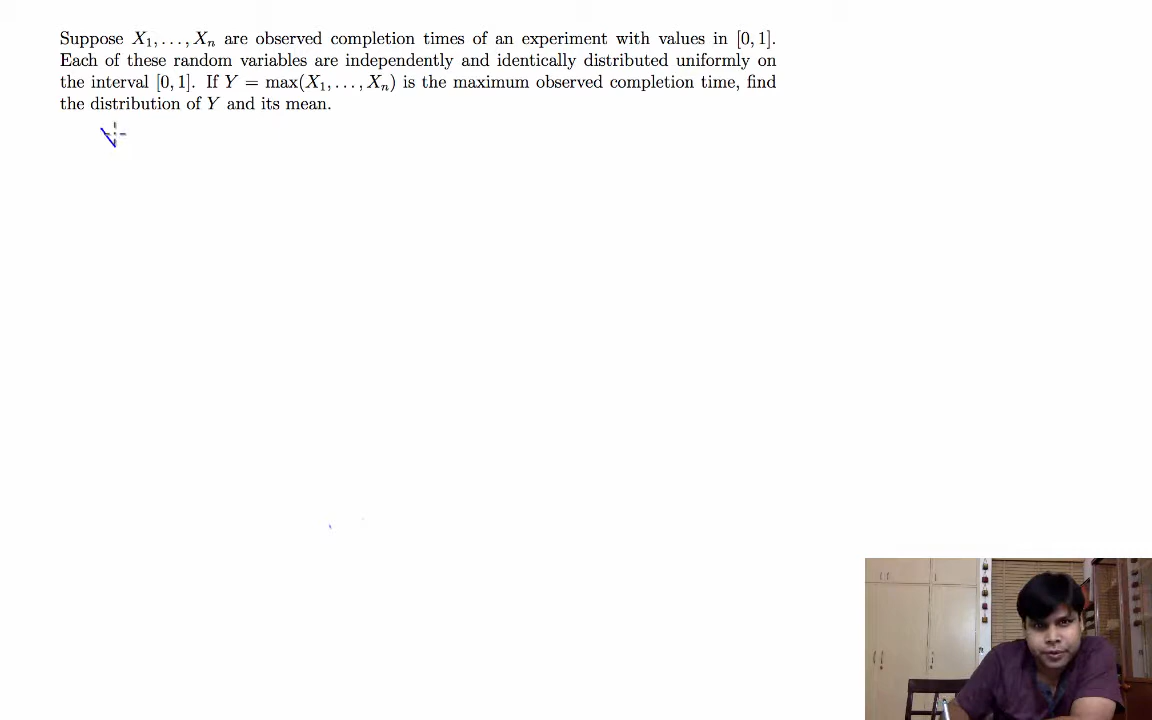 Suppose X₁, . . . , Xₙ are observed completion times of an experiment with values in [0, 1].
Each of these random variables are independently and identically distributed uniformly on
the interval [0, 1]. If Y = max(X₁, . . . , Xₙ) is the maximum observed completion time, find
the distribution of Y and its mean.